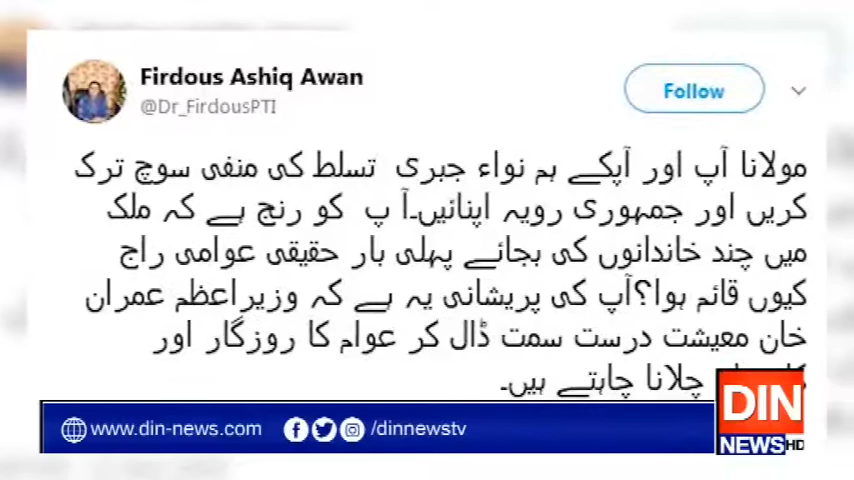 Firdous Ashiq Awan
@Dr_FirdousPTI
Follow
مولانا آپ اور آپکے ہم نواء جبری تسلط کی منفی سوچ ترک
کریں اور جمہوری رویہ اپنائیں۔آ پ کو رنج ہے کہ ملک
میں چند خاندانوں کی بجائے پہلی بار حقیقی عوامی راج
کیوں قائم ہوا؟آپ کی پریشانی یہ ہے کہ وزیراعظم عمران
خان معیشت درست سمت ڈال کر عوام کا روزگار اور
چلانا چاہتے ہیں۔
www.din-news.com
/dinnewstv
DIN
NEWS HD